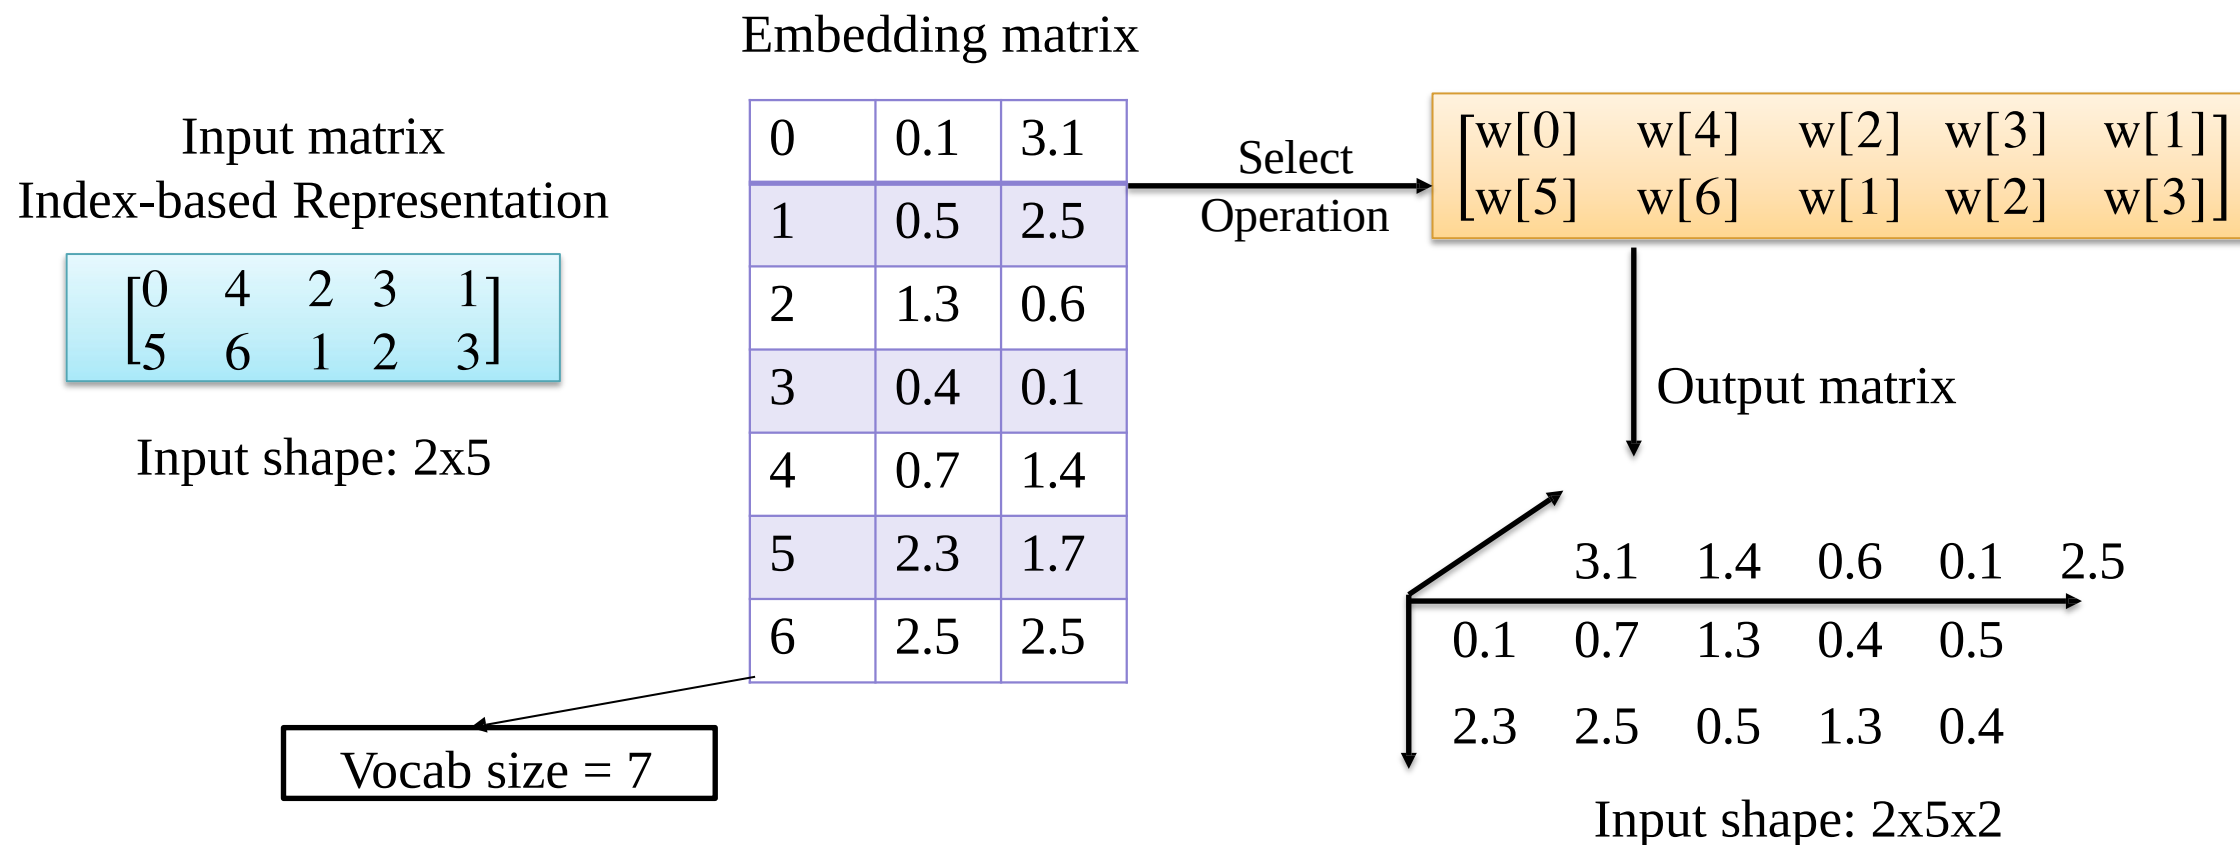 Input matrix
Index-based Representation
0 4 2 3 1
5 6 1 2 3
Input shape: 2x5
Embedding matrix
0 0.1 3.1
1 0.5 2.5
2 1.3 0.6
3 0.4 0.1
4 0.7 1.4
5 2.3 1.7
6 2.5 2.5
Vocab size = 7
Select
Operation
w[0] w[4] w[2] w[3] w[1]
w[5] w[6] w[1] w[2] w[3]
Output matrix
3.1 1.4 0.6 0.1 2.5
0.1 0.7 1.3 0.4 0.5
2.3 2.5 0.5 1.3 0.4
Input shape: 2x5x2